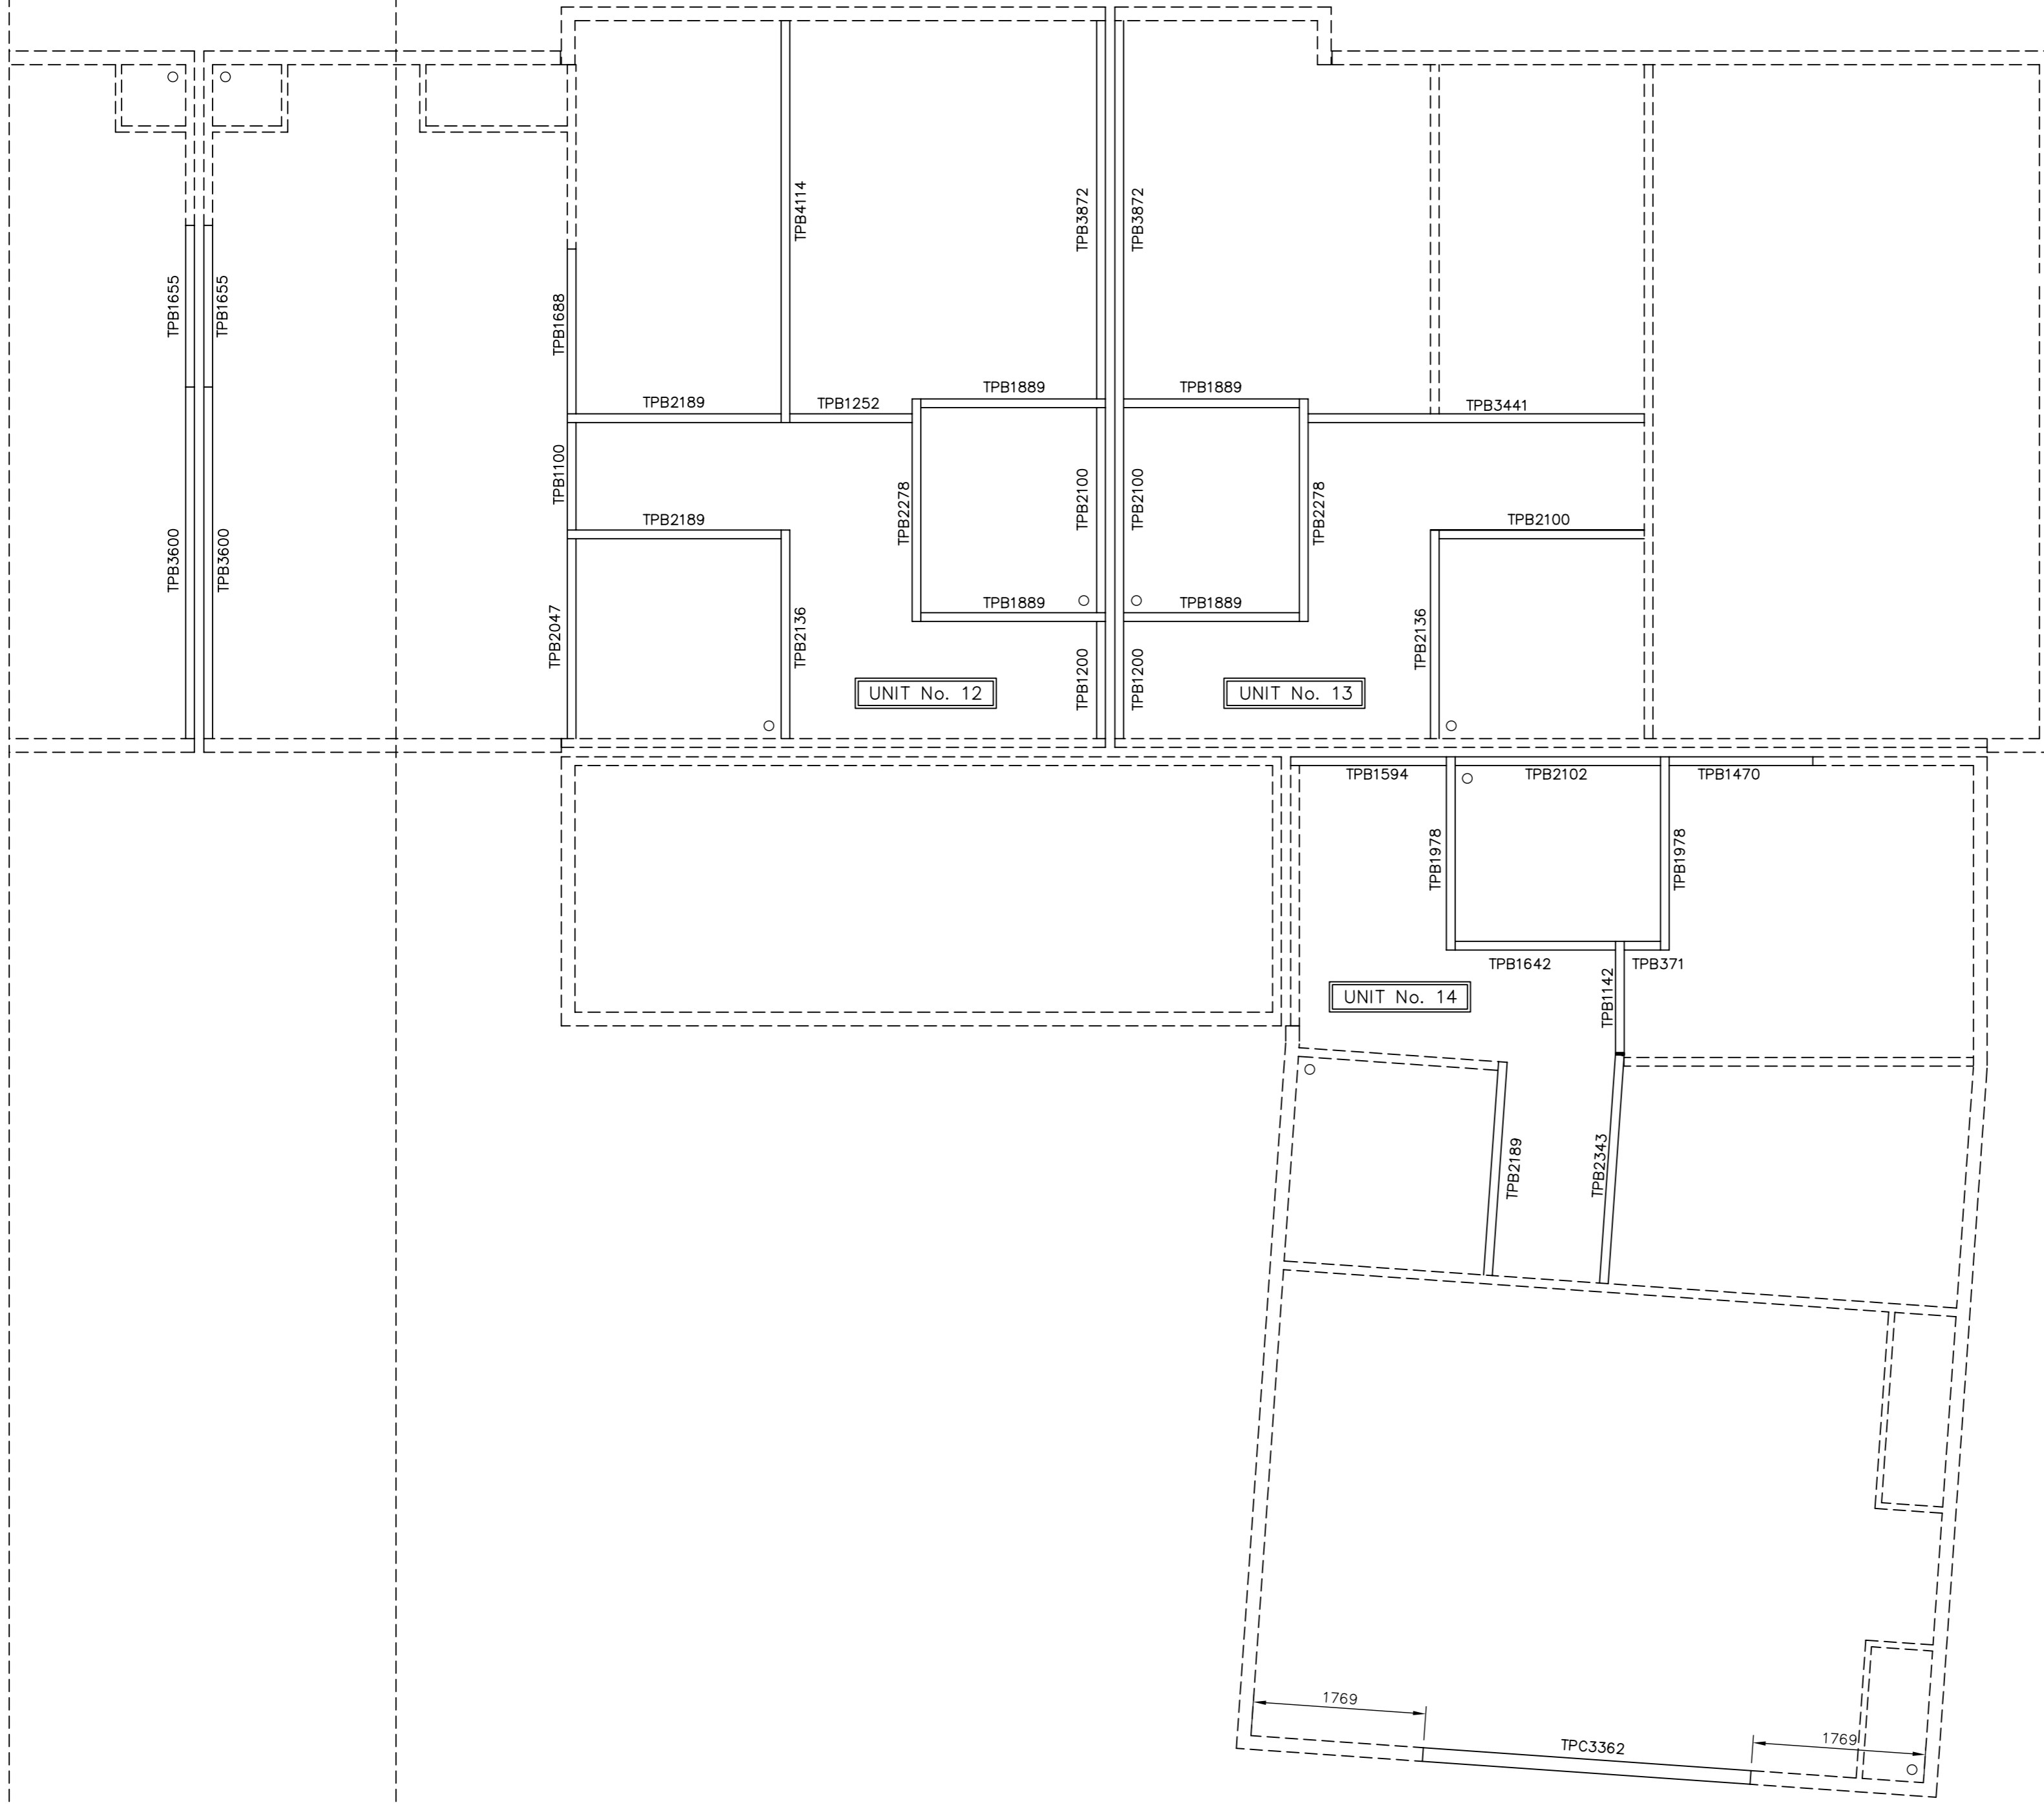 TPB4114
TPB3872
TPB3872
TPB1655
TPB1655
TPB1688
TPB2189
TPB1252
TPB1889
TPB1889
TPB3441
TPB1100
TPB2278
TPB2100
TPB2100
TPB2278
TPB2189
TPB2100
TPB3600
TPB3600
TPB2047
TPB2136
TPB1889
TPB1889
TPB2136
TPB1200
TPB1200
UNIT No. 12
UNIT No. 13
TPB1594
TPB2102
TPB1470
TPB1978
TPB1978
TPB1642
TPB371
TPB1142
UNIT No. 14
TPB2189
TPB2343
1769
TPC3362
1769